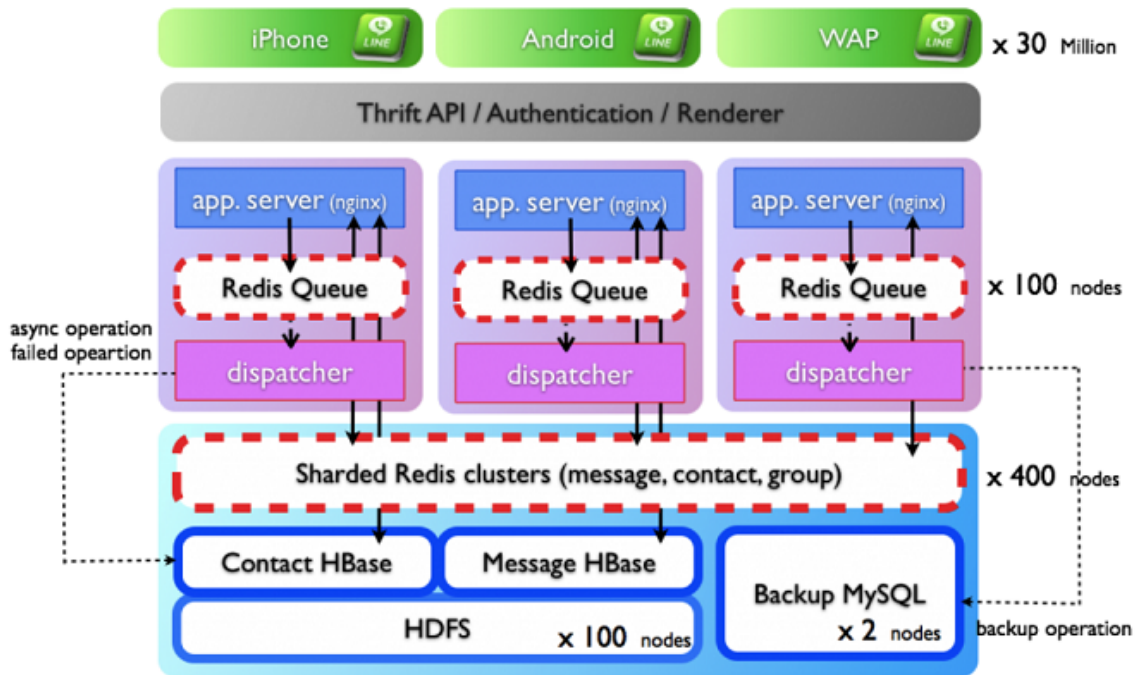 iPhone LINE
Android LINE
WAP LINE
x 30 Million
Thrift API / Authentication / Renderer
app. server (nginx)
app. server (nginx)
app. server (nginx)
Redis Queue
Redis Queue
Redis Queue
x 100 nodes
async operation
failed opeartion
dispatcher
dispatcher
dispatcher
Sharded Redis clusters (message, contact, group)
x 400 nodes
Contact HBase
Message HBase
Backup MySQL
x 2 nodes
HDFS
x 100 nodes
backup operation